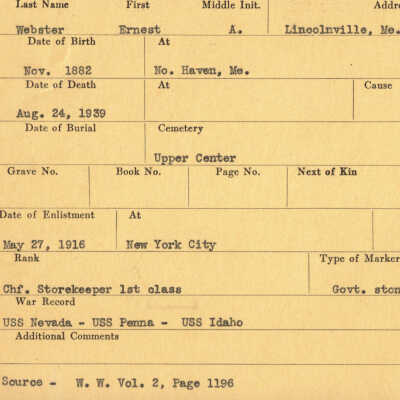 Last Name First Middle Init. Addre
Webster Ernest A. Lincolnville, Me.
Date of Birth At
Nov. 1882 No. Haven, Me.
Date of Death At Cause
Aug. 24, 1939
Date of Burial Cemetery
Upper Center
Grave No. Book No. Page No. Next of Kin
Date of Enlistment At
May 27, 1916 New York City
Rank Type of Marker
Chf. Storekeeper 1st class Govt. ston
War Record
USS Nevada - USS Penna - USS Idaho
Additional Comments
Source - W. W. Vol. 2, Page 1196